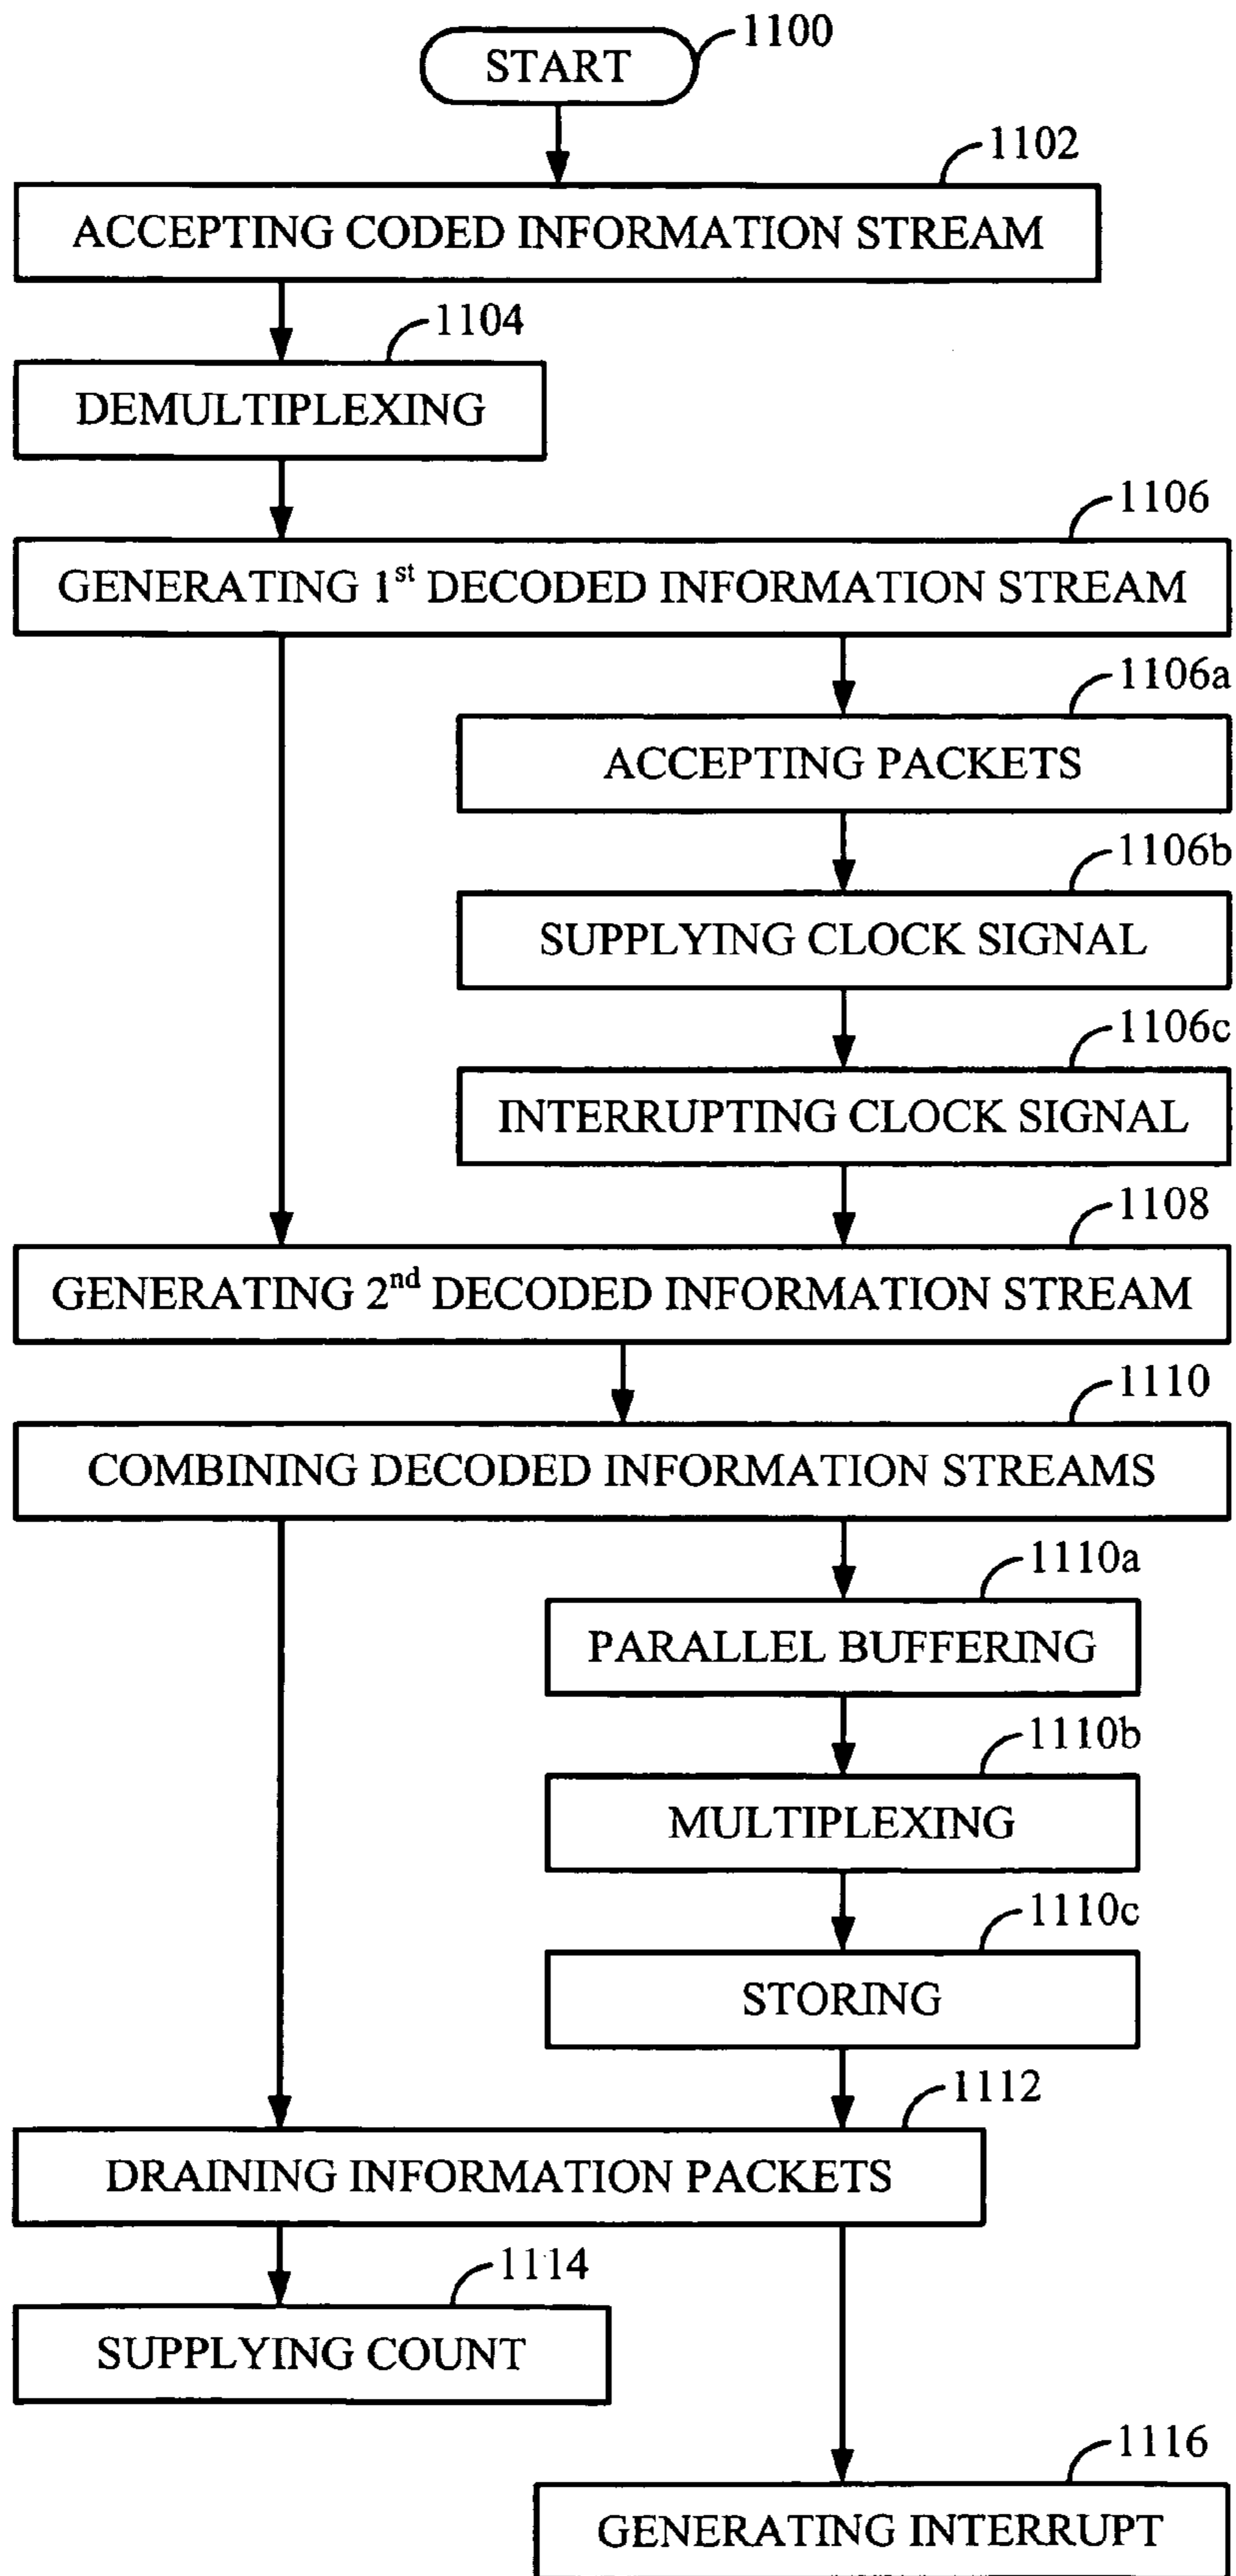 1100
START
1102
ACCEPTING CODED INFORMATION STREAM
1104
DEMULTIPLEXING
1106
GENERATING 1st DECODED INFORMATION STREAM
1106a
ACCEPTING PACKETS
1106b
SUPPLYING CLOCK SIGNAL
1106c
INTERRUPTING CLOCK SIGNAL
1108
GENERATING 2nd DECODED INFORMATION STREAM
1110
COMBINING DECODED INFORMATION STREAMS
1110a
PARALLEL BUFFERING
1110b
MULTIPLEXING
1110c
STORING
1112
DRAINING INFORMATION PACKETS
1114
SUPPLYING COUNT
1116
GENERATING INTERRUPT